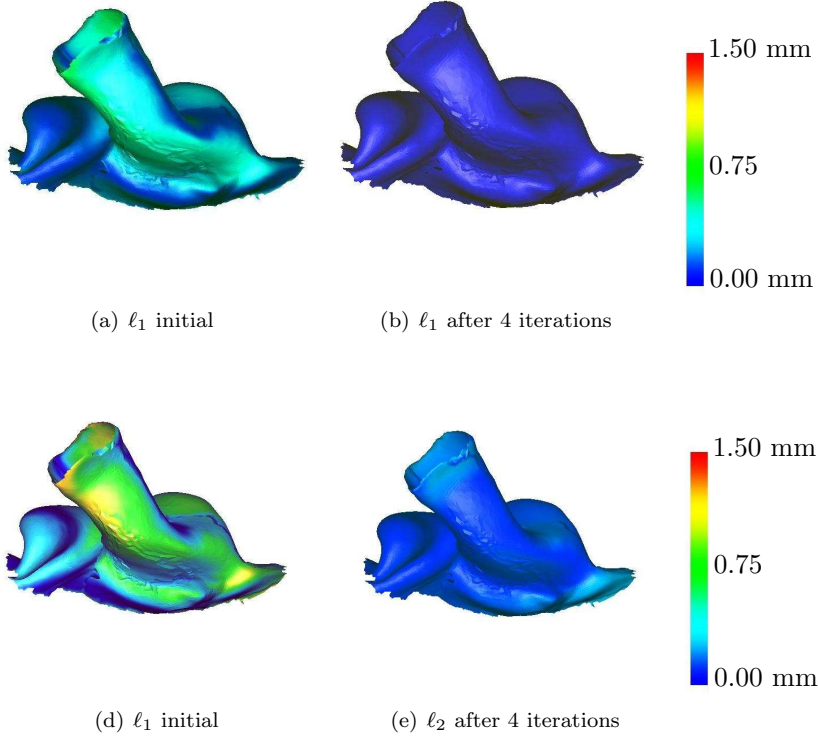 1.50 mm
0.75
0.00 mm
(a) ℓ₁ initial
(b) ℓ₁ after 4 iterations
1.50 mm
0.75
0.00 mm
(d) ℓ₁ initial
(e) ℓ₂ after 4 iterations